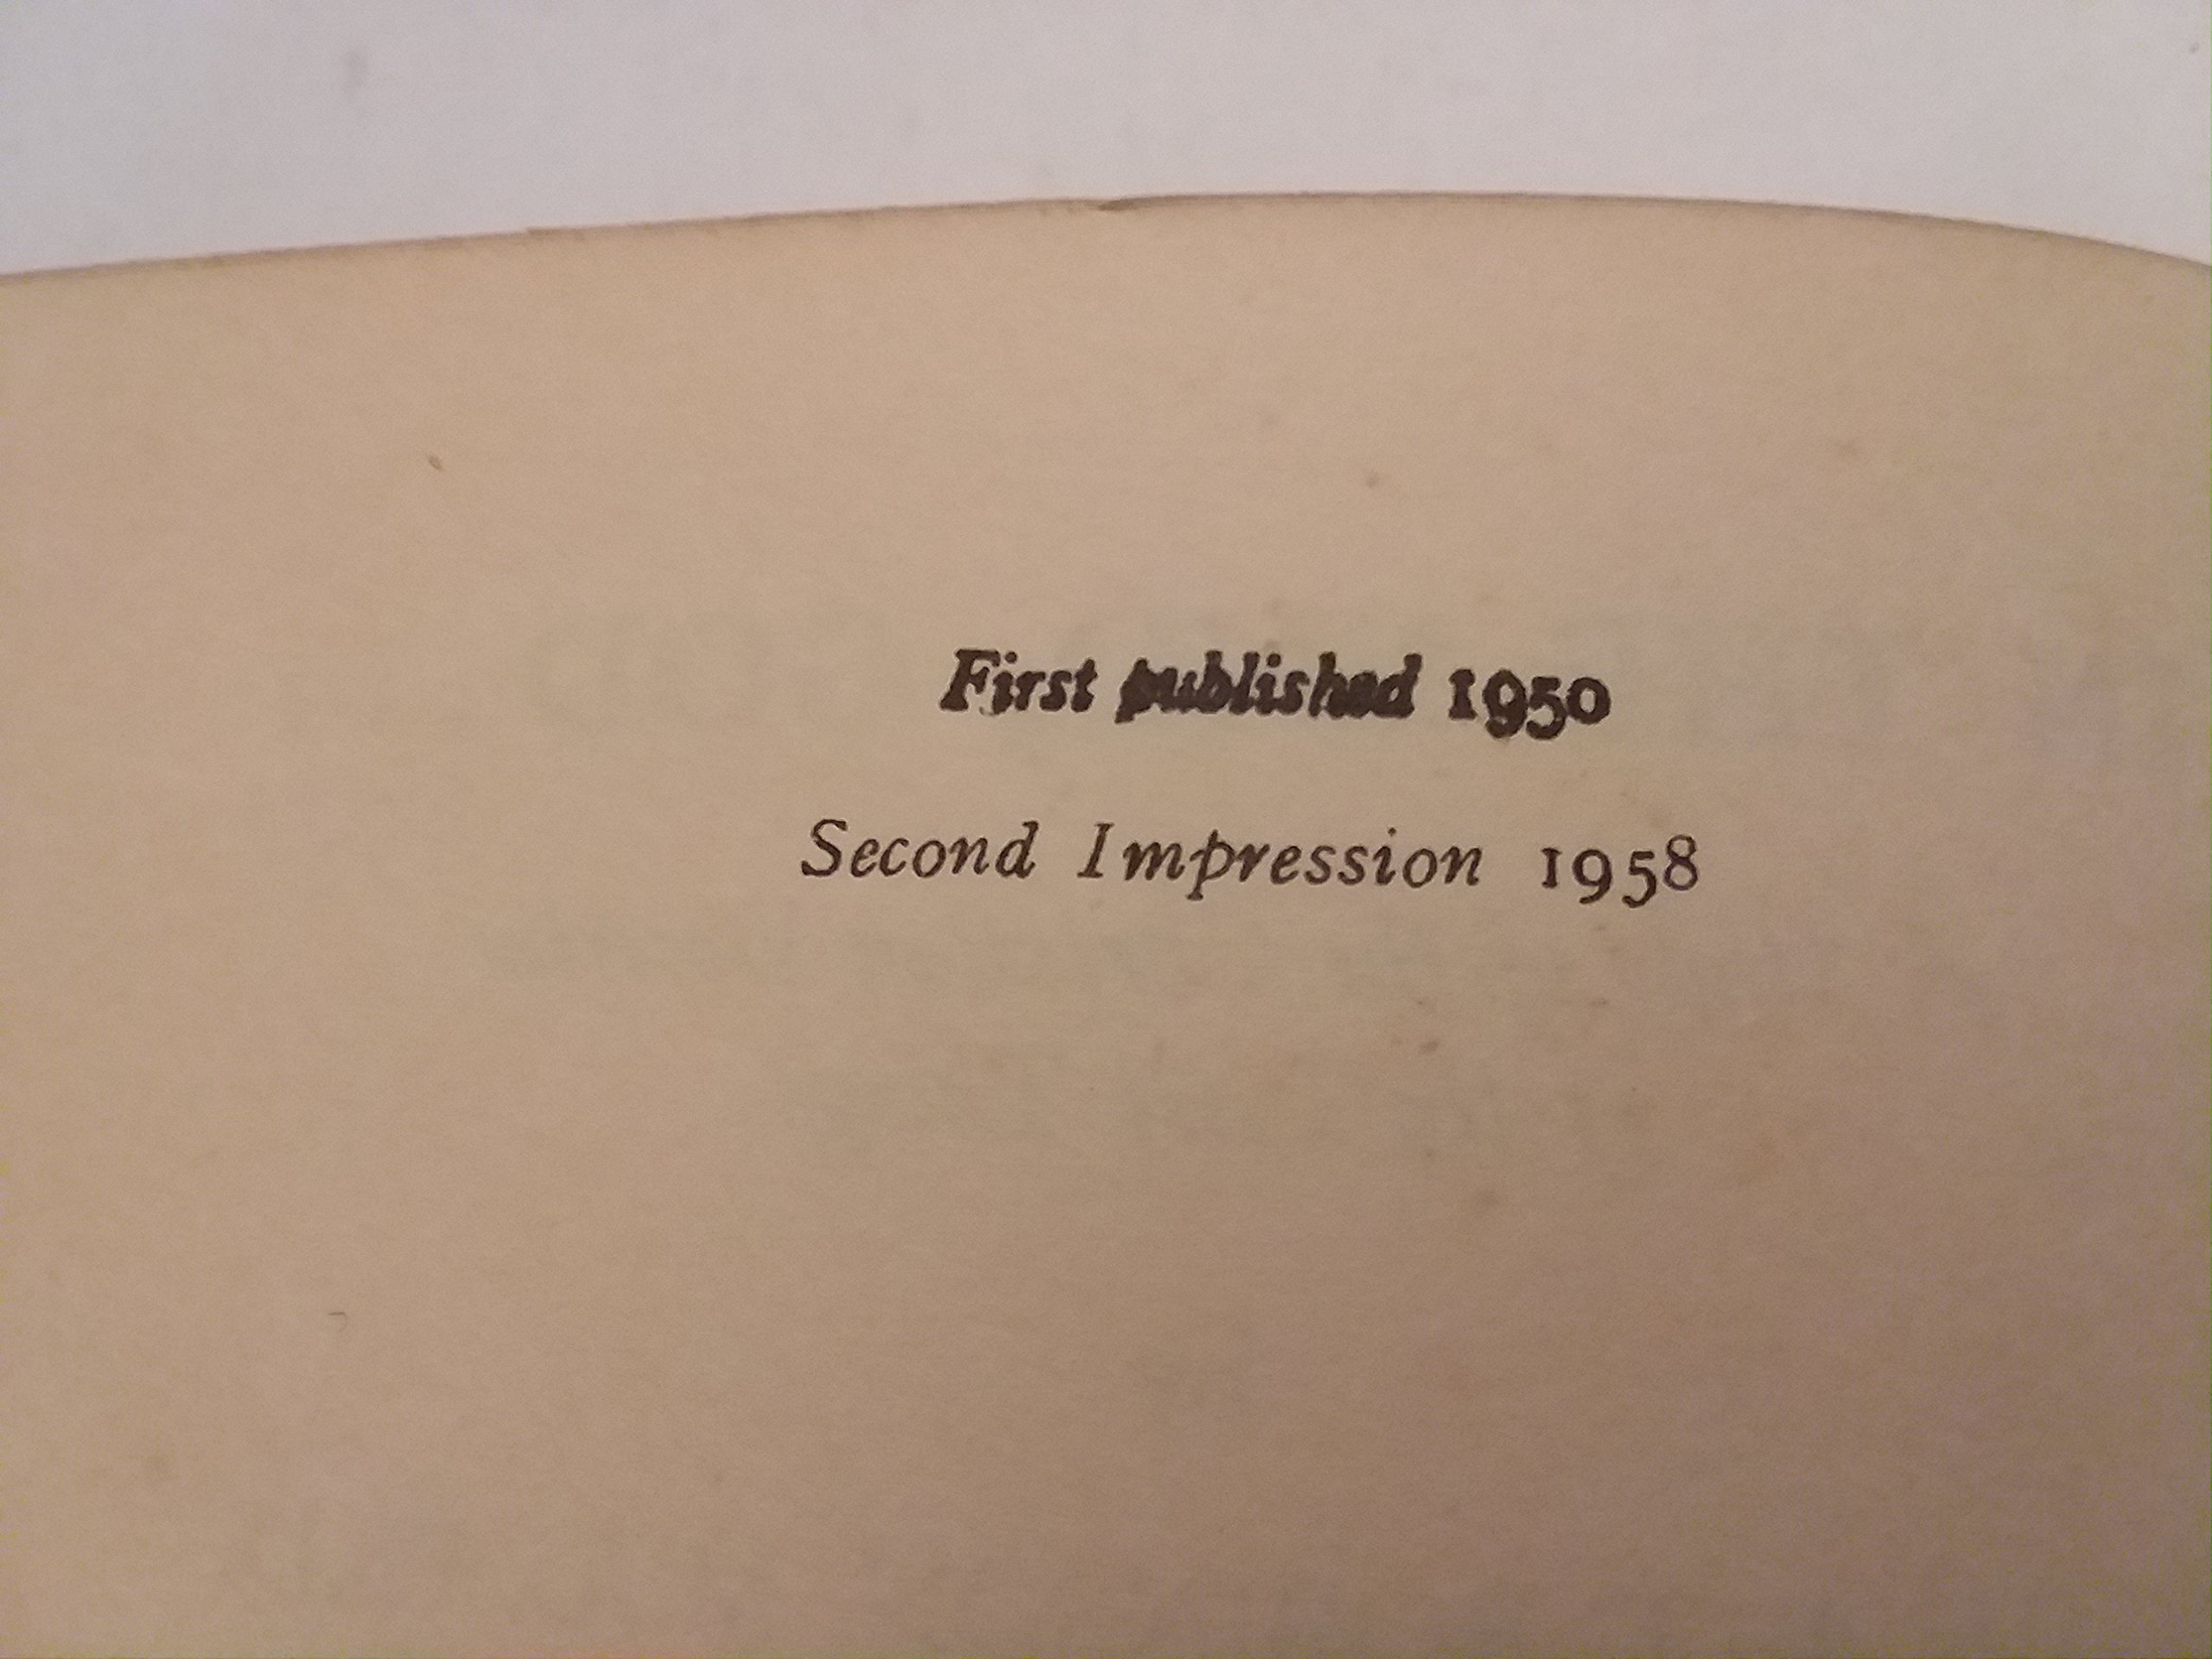 First published 1950
Second Impression 1958